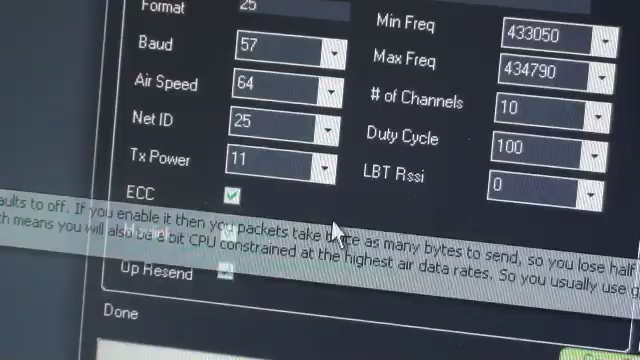 Format 25
Min Freq 433050
Baud 57
Max Freq 434790
Air Speed 64
# of Channels 10
Net ID 25
Duty Cycle 100
Tx Power 11
LBT Rssi 0
ECC
aults to off. If you enable it then you packets take twice as many bytes to send, so you lose half
means you will also be a bit CPU constrained at the highest air data rates. So you usually use
Up Resend
Done